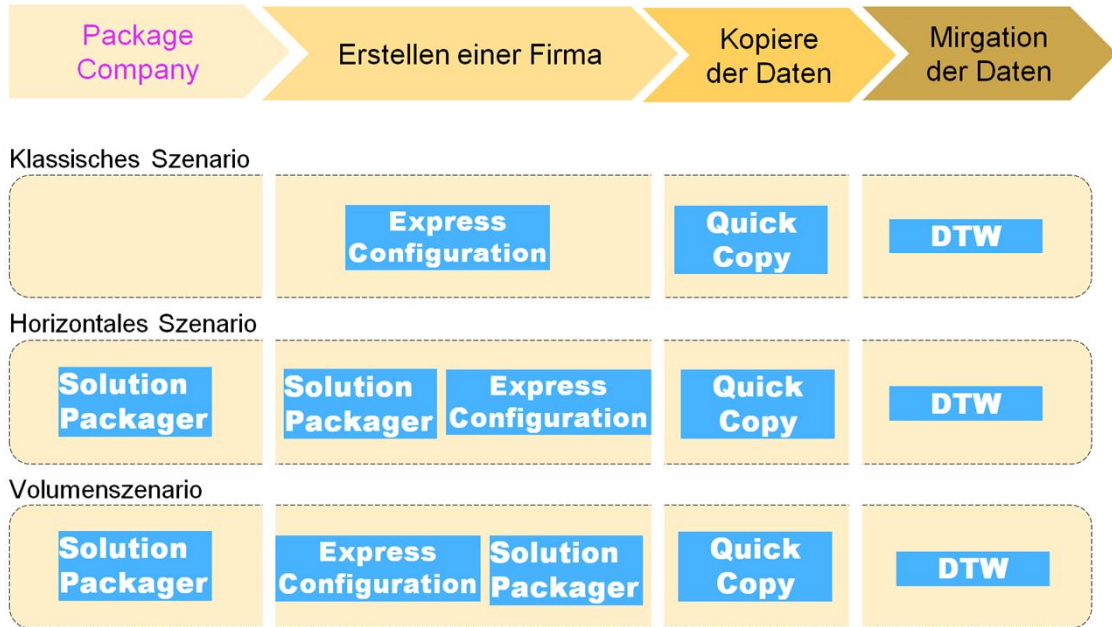 Package
Company
Erstellen einer Firma
Kopiere
der Daten
Mirgation
der Daten
Klassisches Szenario
Express
Configuration
Quick
Copy
DTW
Horizontales Szenario
Solution
Packager
Solution
Packager
Express
Configuration
Quick
Copy
DTW
Volumenszenario
Solution
Packager
Express
Configuration
Solution
Packager
Quick
Copy
DTW